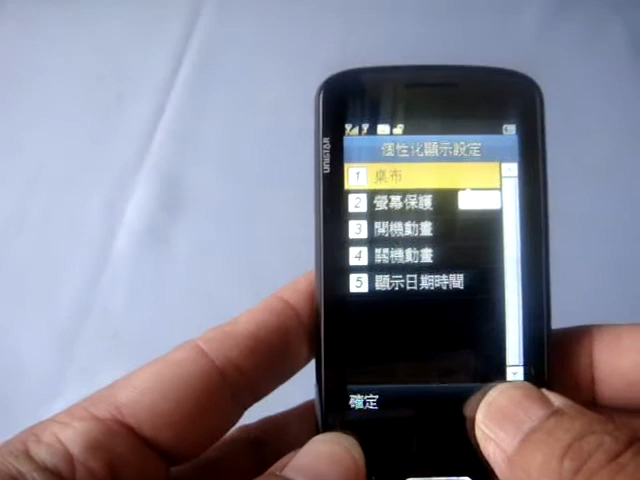 UNISTAR
個性化顯示設定
1 桌布
2 螢幕保護
3 開機動畫
4 關機動畫
5 顯示日期時間
確定